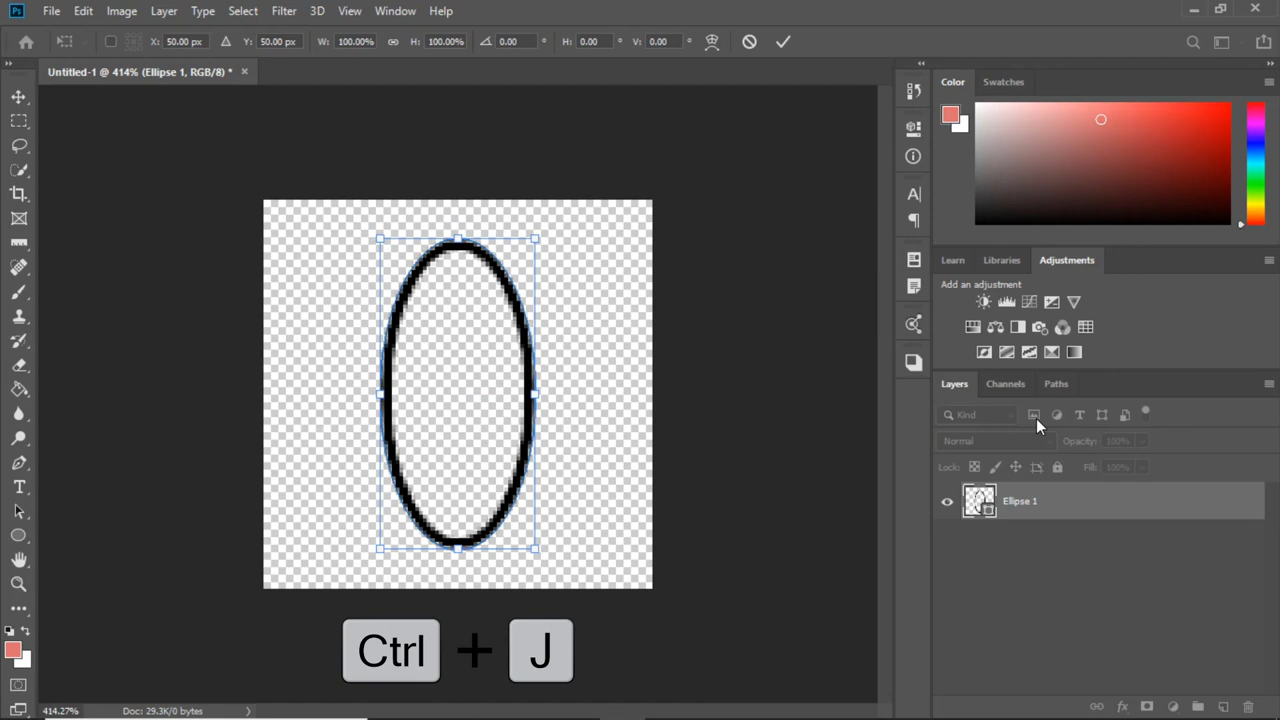 Ps File Edit Image Layer Type Select Filter 3D View Window Help
X: 50.00 px Y: 50.00 px W: 100.00% H: 100.00% 0.00 ° H: 0.00 ° V: 0.00 °
Untitled-1 @ 414% (Ellipse 1, RGB/8) * ×
Color Swatches
Learn Libraries Adjustments
Add an adjustment
Layers Channels Paths
Kind
Normal Opacity: 100%
Lock: Fill: 100%
Ellipse 1
Ctrl + J
414.27% Doc: 29.3K/0 bytes